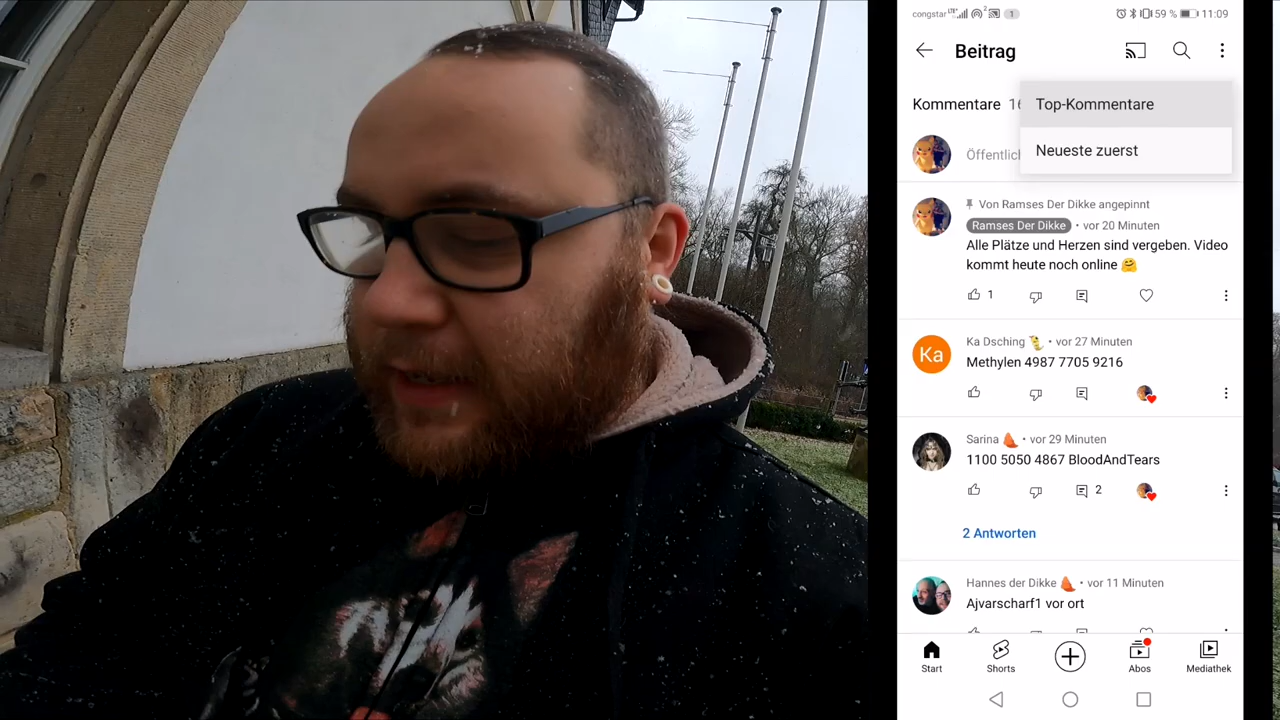 congstar 2 1 59 % 11:09
Beitrag
Kommentare
Top-Kommentare
Neueste zuerst
Von Ramses Der Dikke angepinnt
Ramses Der Dikke • vor 20 Minuten
Alle Plätze und Herzen sind vergeben. Video
kommt heute noch online 🤗
1
Ka Ka Dsching • vor 27 Minuten
Methylen 4987 7705 9216
Sarina • vor 29 Minuten
1100 5050 4867 BloodAndTears
2
2 Antworten
Hannes der Dikke • vor 11 Minuten
Ajvarscharf1 vor ort
Start Shorts Abos Mediathek